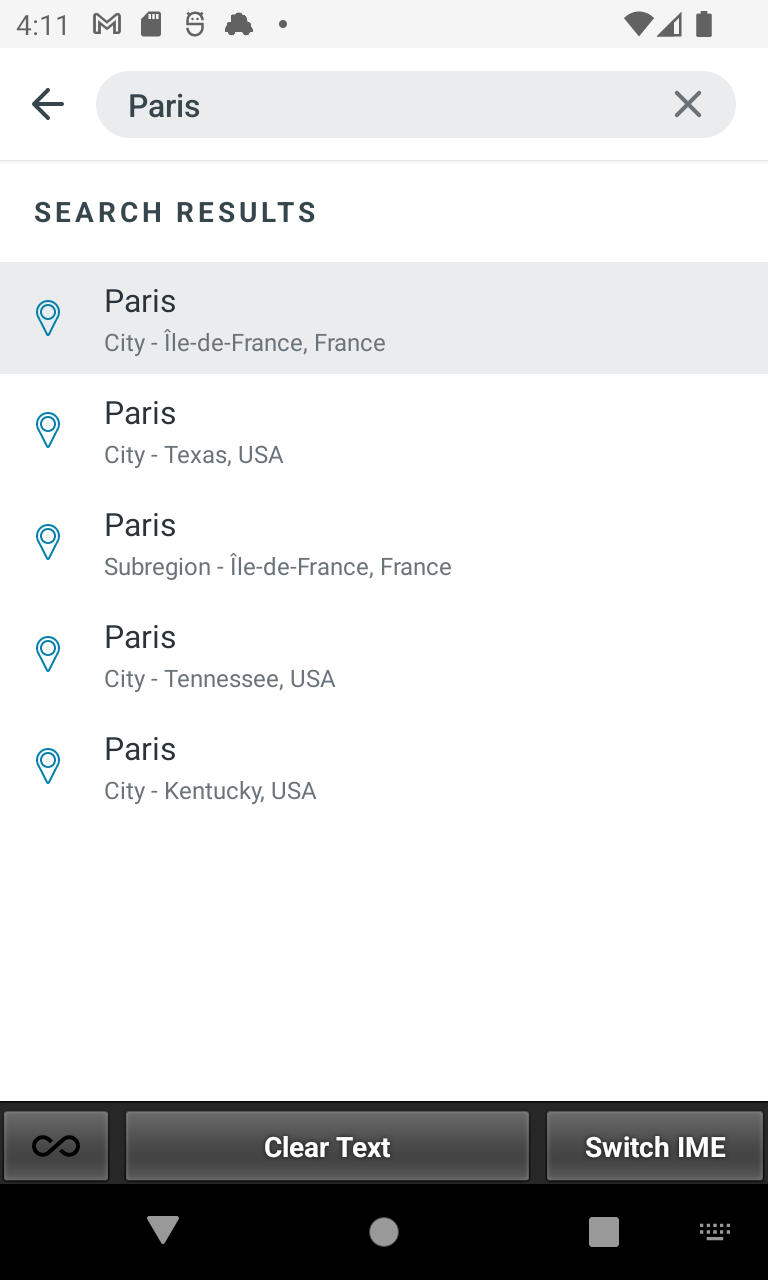 4:11
Paris
SEARCH RESULTS
Paris
City - Île-de-France, France
Paris
City - Texas, USA
Paris
Subregion - Île-de-France, France
Paris
City - Tennessee, USA
Paris
City - Kentucky, USA
Clear Text
Switch IME